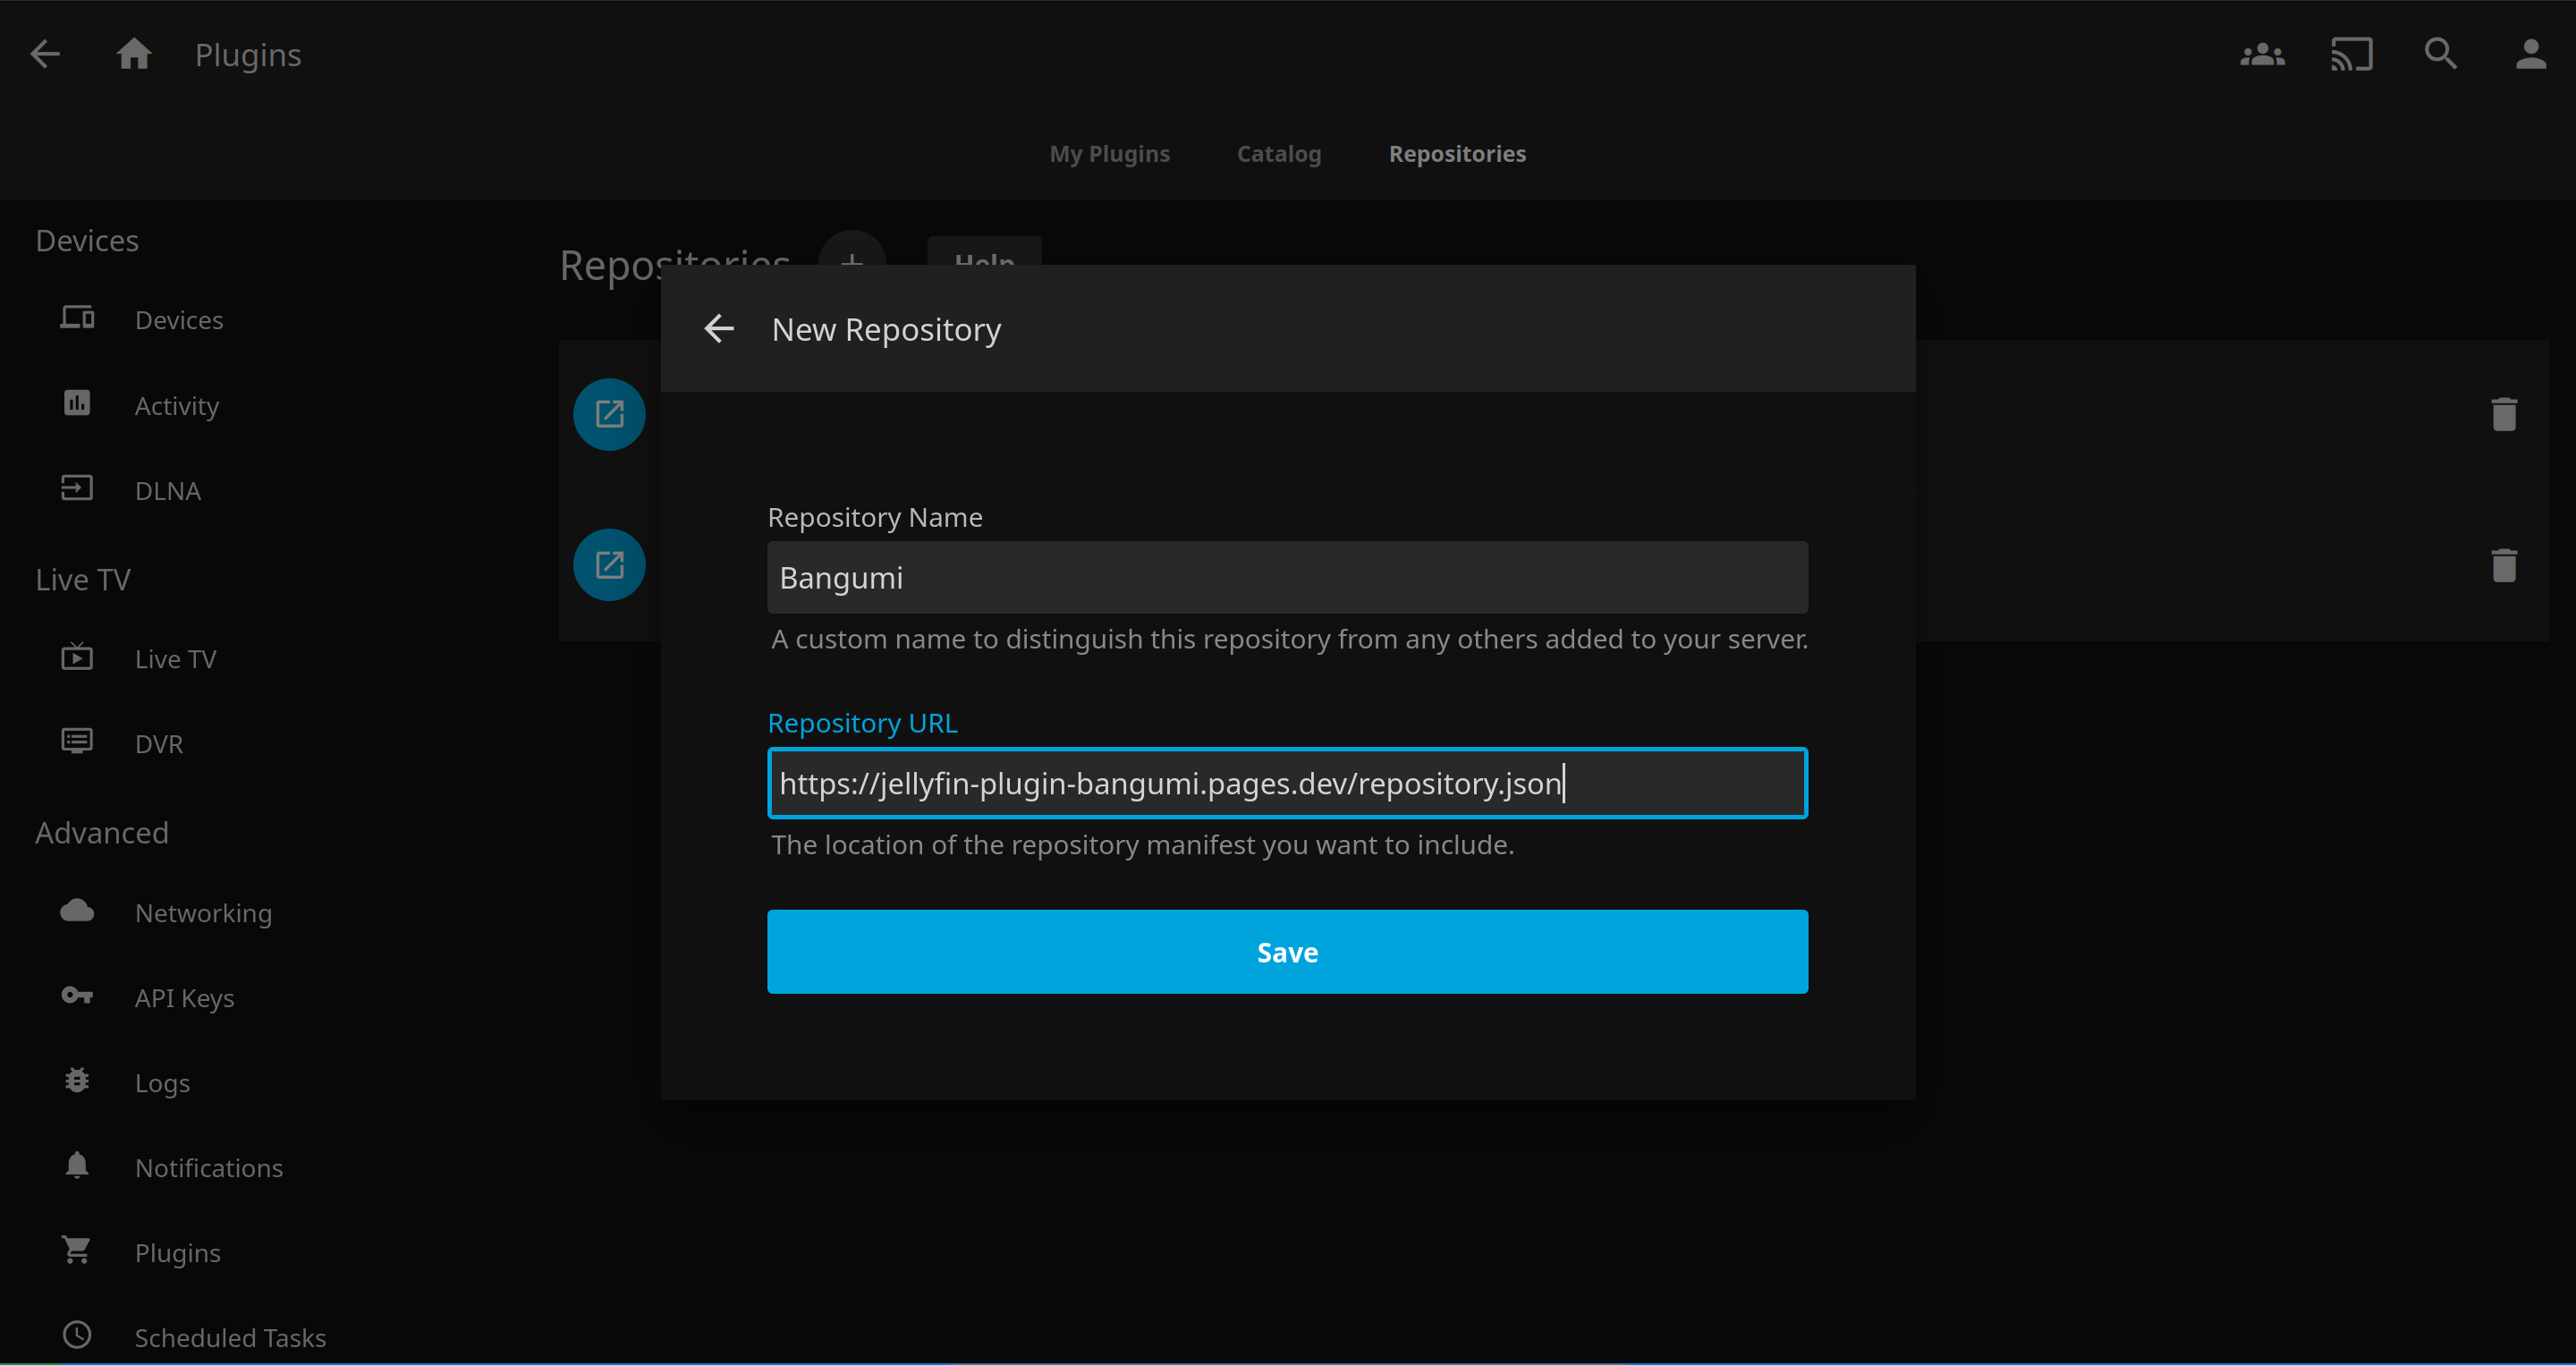 Plugins
My Plugins Catalog Repositories
Devices
Devices
Activity
DLNA
Live TV
Live TV
DVR
Advanced
Networking
API Keys
Logs
Notifications
Plugins
Scheduled Tasks
Repositories + Help
New Repository
Repository Name
Bangumi
A custom name to distinguish this repository from any others added to your server.
Repository URL
https://jellyfin-plugin-bangumi.pages.dev/repository.json
The location of the repository manifest you want to include.
Save